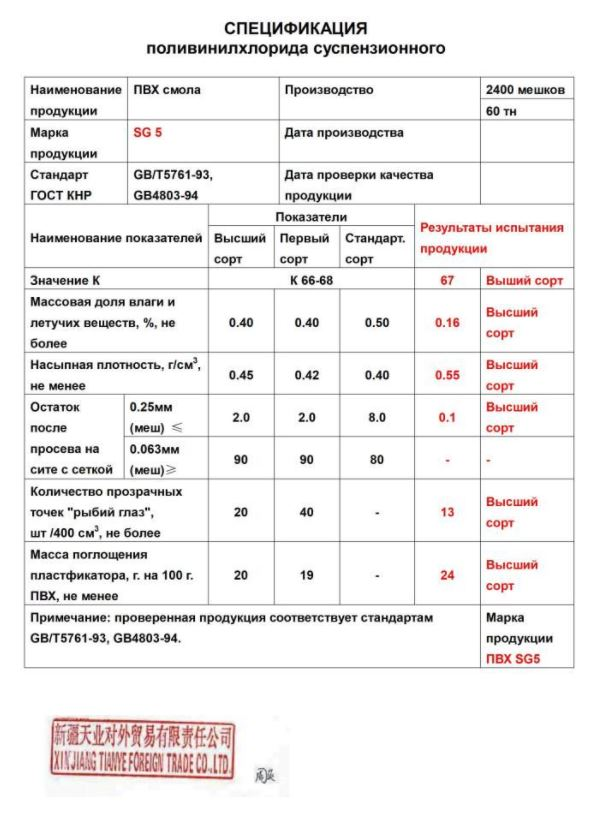 СПЕЦИФИКАЦИЯ
поливинилхлорида суспензионного
Наименование продукции ПВХ смола Производство 2400 мешков
60 тн
Марка продукции SG 5 Дата производства
Стандарт ГОСТ КНР GB/T5761-93, GB4803-94 Дата проверки качества продукции
Наименование показателей Показатели Результаты испытания продукции
Высший сорт Первый сорт Стандарт. сорт
Значение К К 66-68 67 Выший сорт
Массовая доля влаги и летучих веществ, %, не более 0.40 0.40 0.50 0.16 Высший сорт
Насыпная плотность, г/см³, не менее 0.45 0.42 0.40 0.55 Высший сорт
Остаток после просева на сите с сеткой 0.25мм (меш) ≤ 2.0 2.0 8.0 0.1 Высший сорт
0.063мм (меш)≥ 90 90 80 - -
Количество прозрачных точек "рыбий глаз", шт /400 см³, не более 20 40 - 13 Высший сорт
Масса поглощения пластфикатора, г. на 100 г. ПВХ, не менее 20 19 - 24 Высший сорт
Примечание: проверенная продукция соответствует стандартам GB/T5761-93, GB4803-94. Марка продукции ПВХ SG5
新疆天业对外贸易有限责任公司
XINJIANG TIANYE FOREIGN TRADE CO.,LTD.